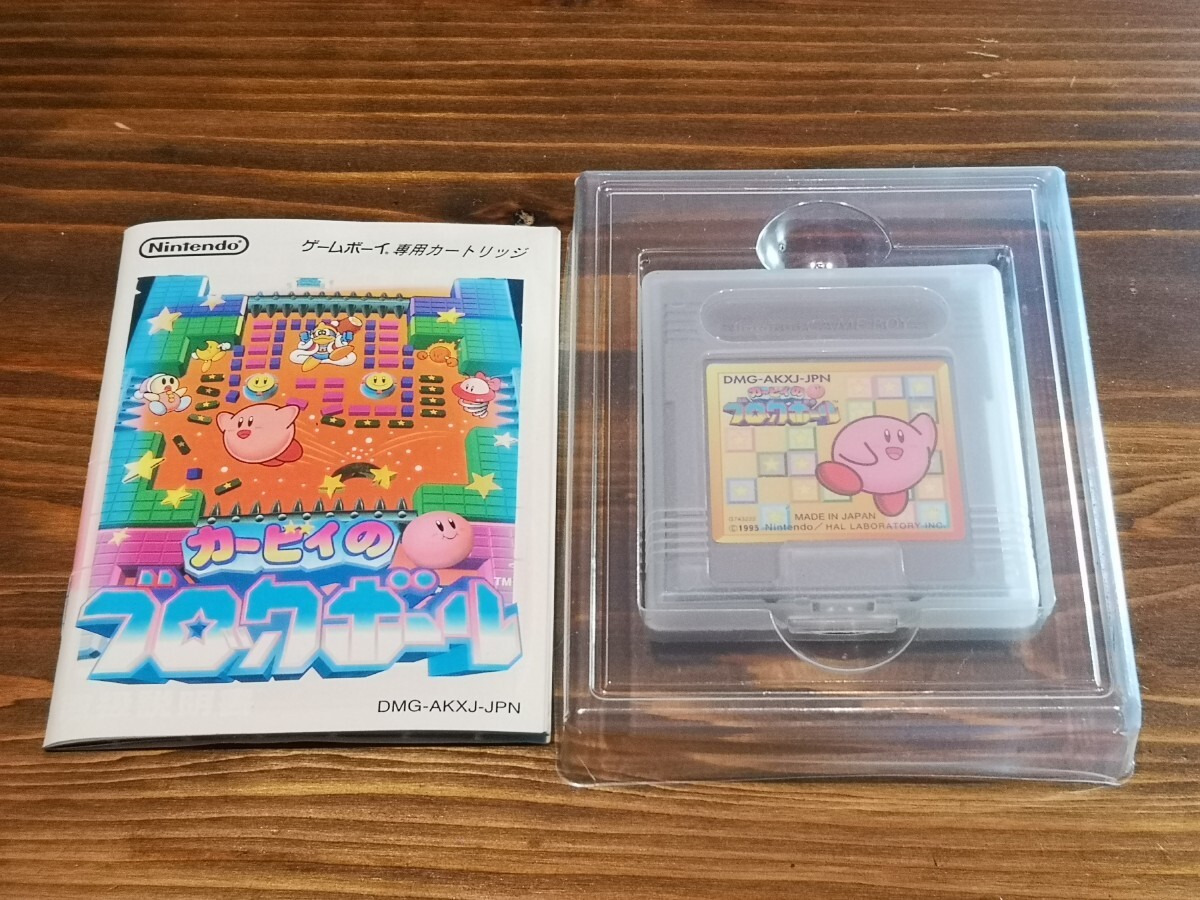 Nintendo®
ゲームボーイ® 専用カートリッジ
カービィの
ブロックボール™
DMG-AKXJ-JPN
DMG-AKXJ-JPN
カービィの
ブロックボール
MADE IN JAPAN
©1995 Nintendo/HAL LABORATORY INC.